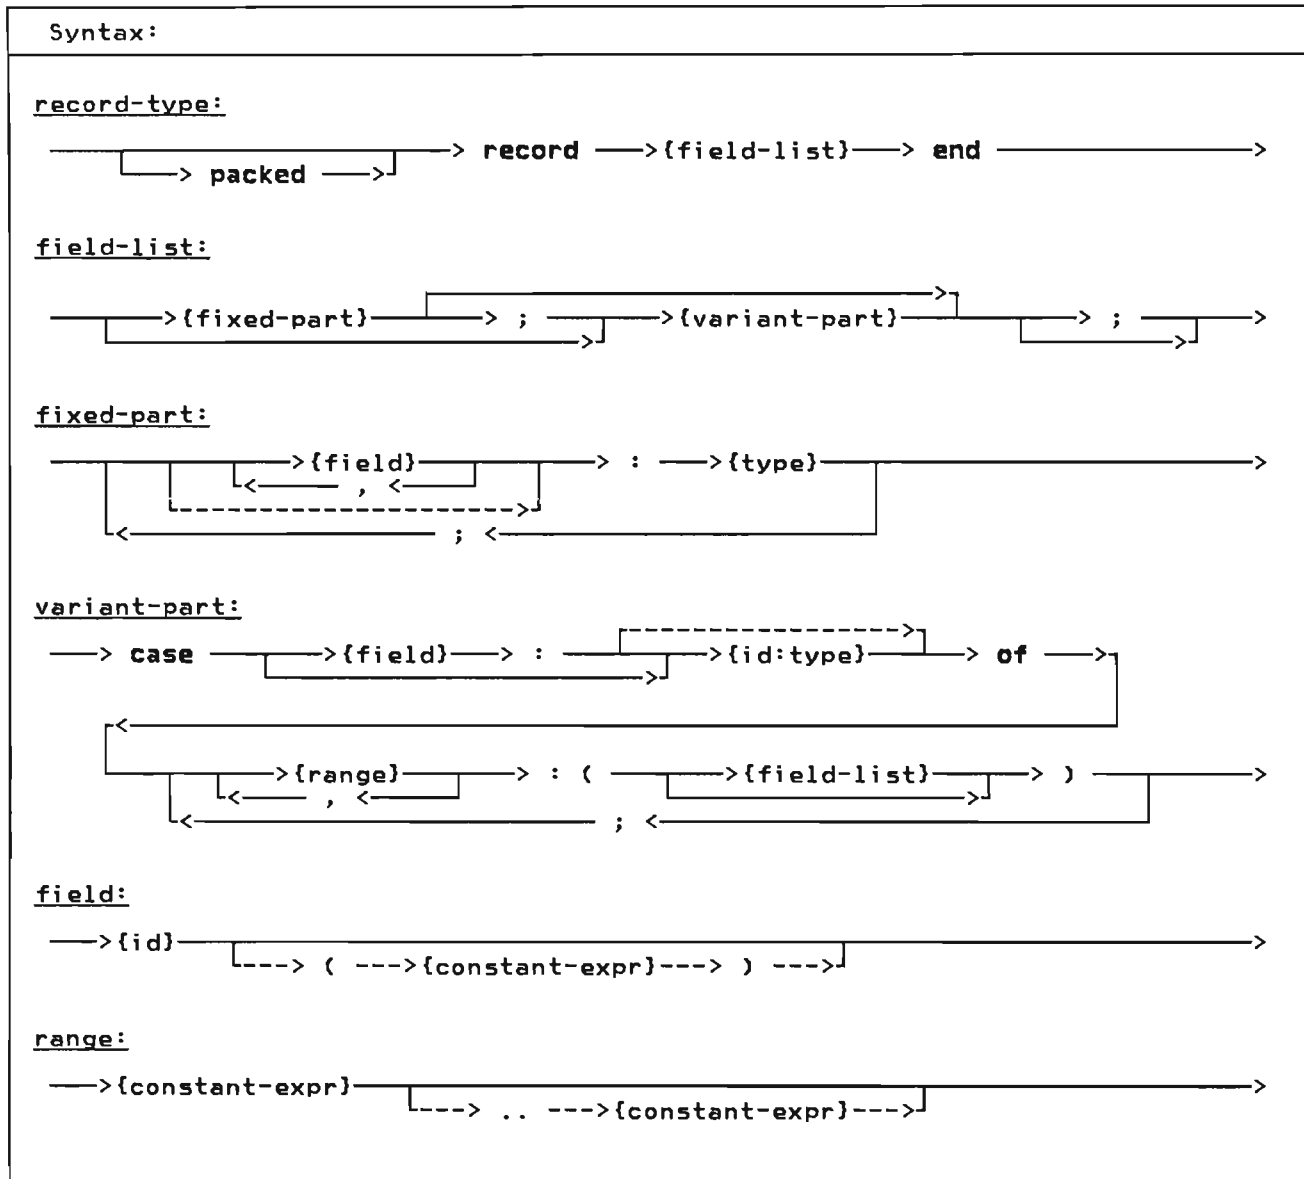 Syntax:
record-type:
> record >{field-list} > end >
> packed >
field-list:
>
>{fixed-part} > ; >{variant-part} > ; >
> >
fixed-part:
>{field} > : >{type} >
< , <
>
< ; <
variant-part:
>
> case >{field} > : >{id:type} > of >
>
<
>{range} > : ( >{field-list} > ) >
< , < >
< ; <
field:
>{id} >
> ( >{constant-expr} > ) >
range:
>{constant-expr} >
> .. >{constant-expr} >